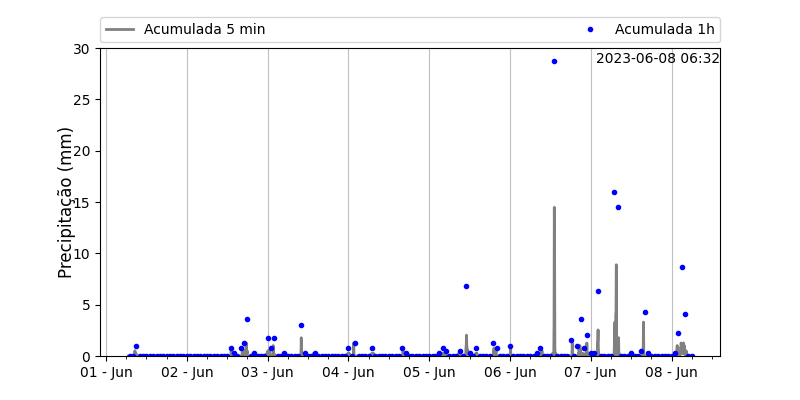 Acumulada 5 min
Acumulada 1h
2023-06-08 06:32
Precipitação (mm)
30
25
20
15
10
5
0
01 - Jun 02 - Jun 03 - Jun 04 - Jun 05 - Jun 06 - Jun 07 - Jun 08 - Jun